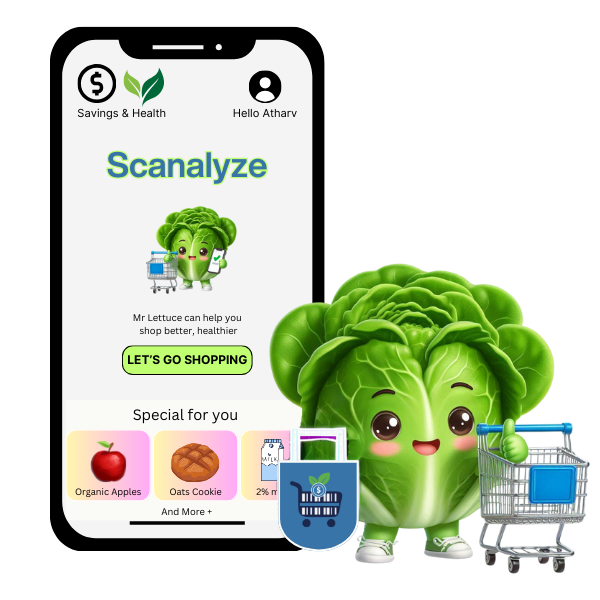 Savings & Health
Hello Atharv
Scanalyze
Mr Lettuce can help you
shop better, healthier
LET'S GO SHOPPING
Special for you
Organic Apples
Oats Cookie
MILK
2% m
And More +